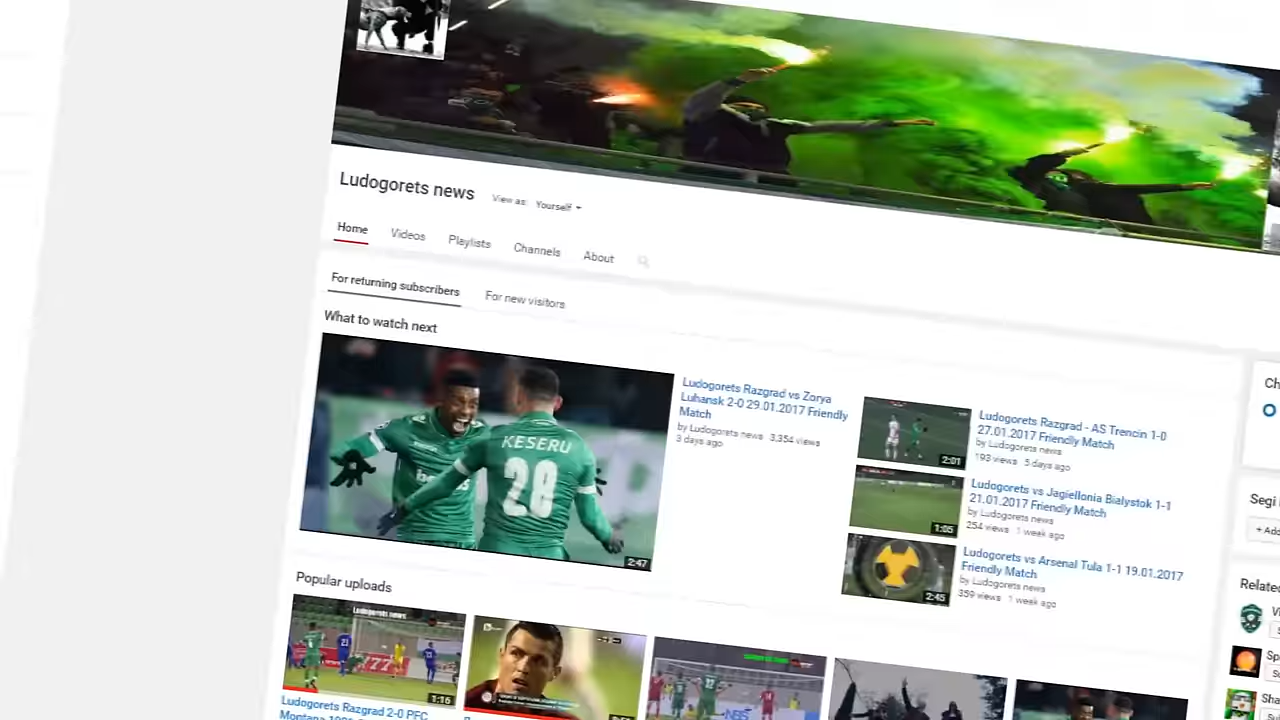 Ludogorets news
View as: Yourself
Home Videos Playlists Channels About
For returning subscribers For new visitors
What to watch next
KESERU
28
2:47
Ludogorets Razgrad vs Zorya
Luhansk 2-0 29.01.2017 Friendly
Match
by Ludogorets news 3,354 views
3 days ago
2:01
Ludogorets Razgrad - AS Trencin 1-0
27.01.2017 Friendly Match
by Ludogorets news
193 views 5 days ago
1:05
Ludogorets vs Jagiellonia Bialystok 1-1
21.01.2017 Friendly Match
by Ludogorets news
254 views 1 week ago
2:45
Ludogorets vs Arsenal Tula 1-1 19.01.2017
Friendly Match
by Ludogorets news
359 views 1 week ago
Popular uploads
Ludogorets news
1:16
Ludogorets Razgrad 2-0 PFC
Montana
Ch
Segi
+ Add
Relate
Sp
Sha